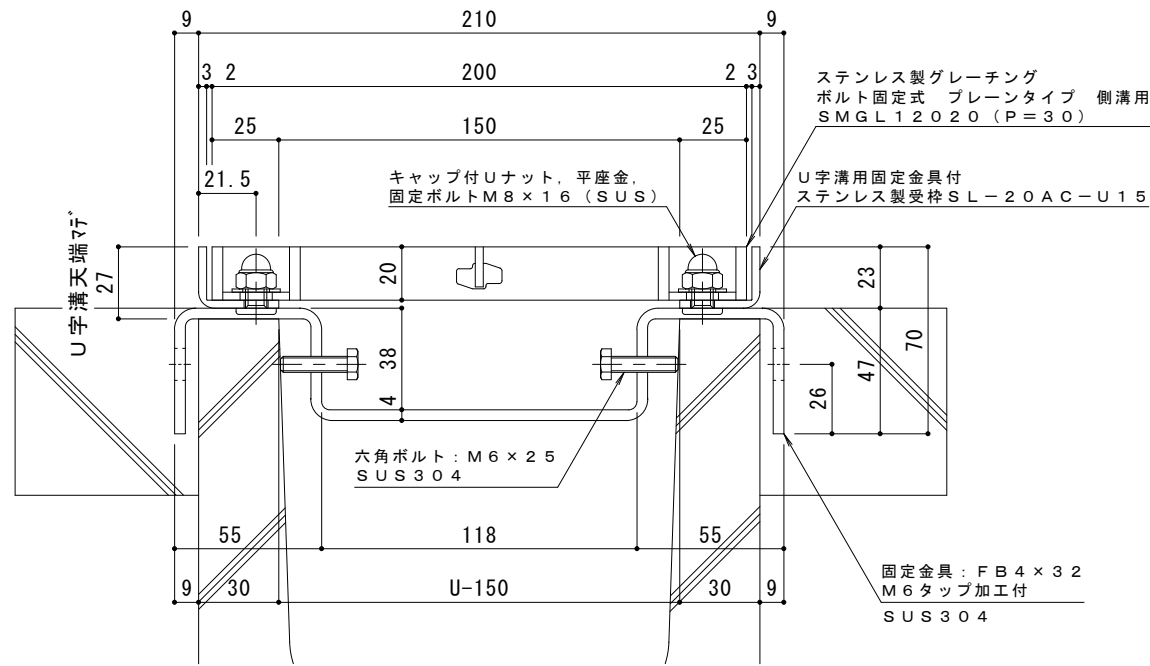 9 210 9
3 2 200 2 3
ステンレス製グレーチング
ボルト固定式 プレーンタイプ 側溝用
SMGL12020（P＝30）
25 150 25
21.5
キャップ付Uナット，平座金，
固定ボルトM8×16（SUS）
U字溝用固定金具付
ステンレス製受枠SL－20AC－U15
U字溝天端マデ
27
20
23
38
4
47
70
26
六角ボルト：M6×25
SUS304
55 118 55
固定金具：FB4×32
M6タップ加工付
SUS304
9 30 U-150 30 9